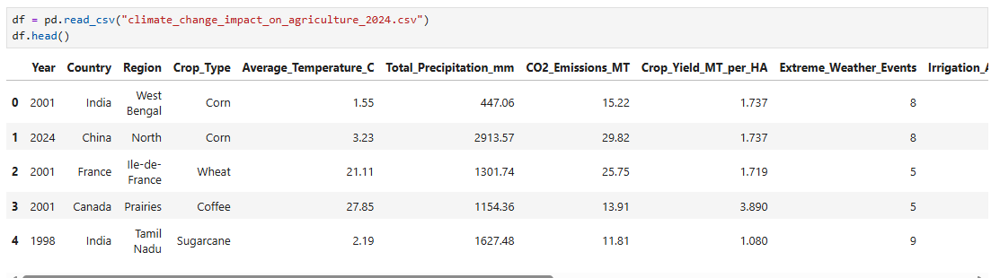 df = pd.read_csv("climate_change_impact_on_agriculture_2024.csv")
df.head()
Year Country Region Crop_Type Average_Temperature_C Total_Precipitation_mm CO2_Emissions_MT Crop_Yield_MT_per_HA Extreme_Weather_Events Irrigation_A
0 2001 India West Bengal Corn 1.55 447.06 15.22 1.737 8
1 2024 China North Corn 3.23 2913.57 29.82 1.737 8
2 2001 France Ile-de-France Wheat 21.11 1301.74 25.75 1.719 5
3 2001 Canada Prairies Coffee 27.85 1154.36 13.91 3.890 5
4 1998 India Tamil Nadu Sugarcane 2.19 1627.48 11.81 1.080 9